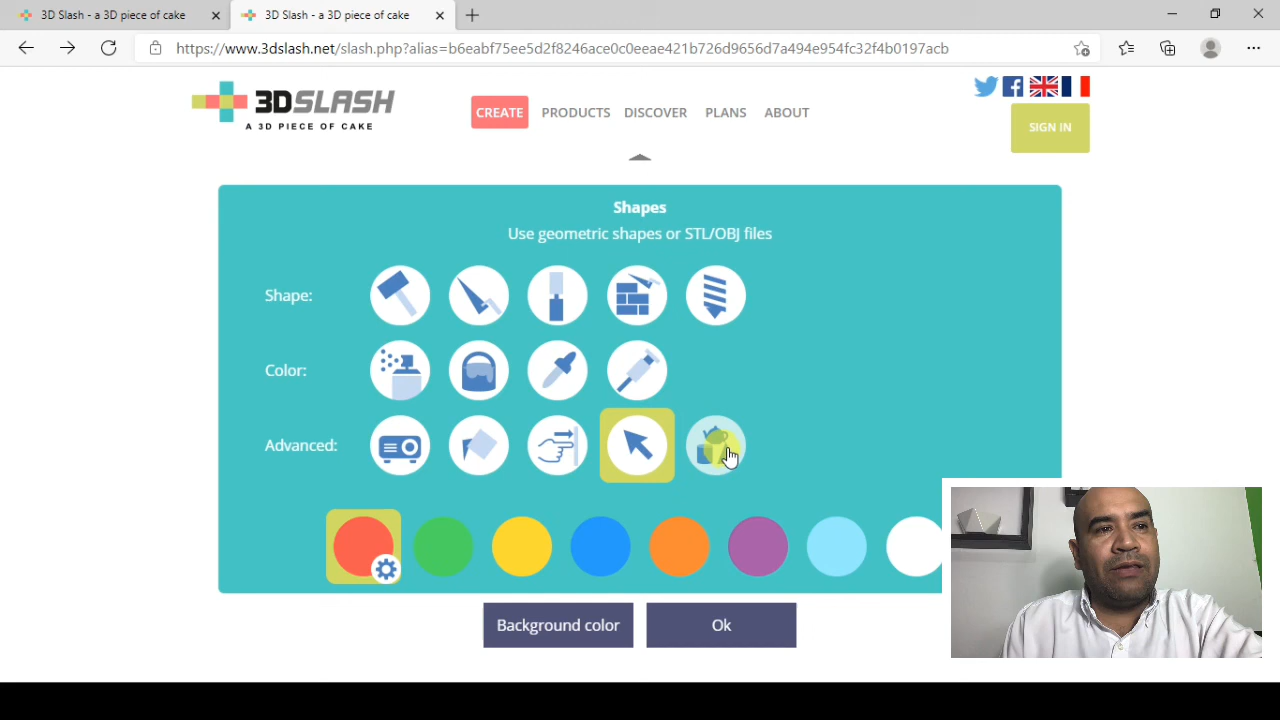 3D Slash - a 3D piece of cake
3D Slash - a 3D piece of cake
https://www.3dslash.net/slash.php?alias=b6eabf75ee5d2f8246ace0c0eeae421b726d9656d7a494e954fc32f4b0197acb
3DSLASH
A 3D PIECE OF CAKE
CREATE PRODUCTS DISCOVER PLANS ABOUT
SIGN IN
Shapes
Use geometric shapes or STL/OBJ files
Shape:
Color:
Advanced:
Background color
Ok